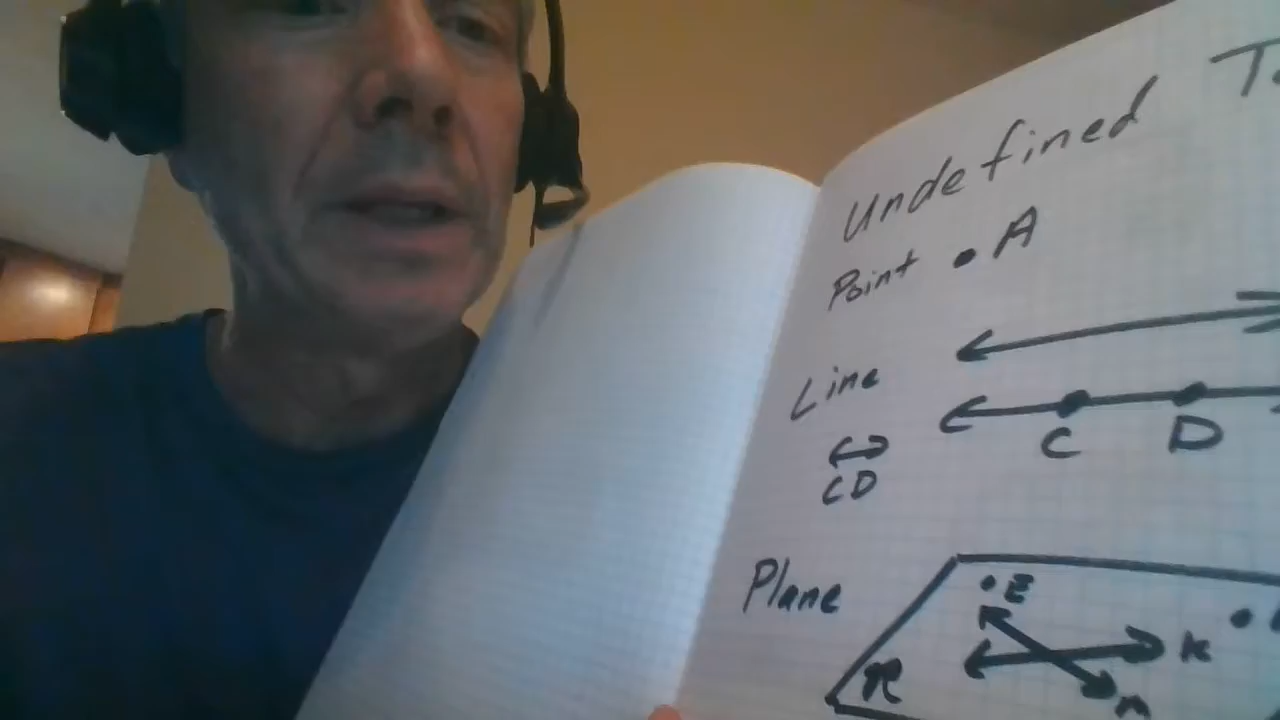 Undefined
Point • A
Line
C D
CD
Plane
E
k
n
R